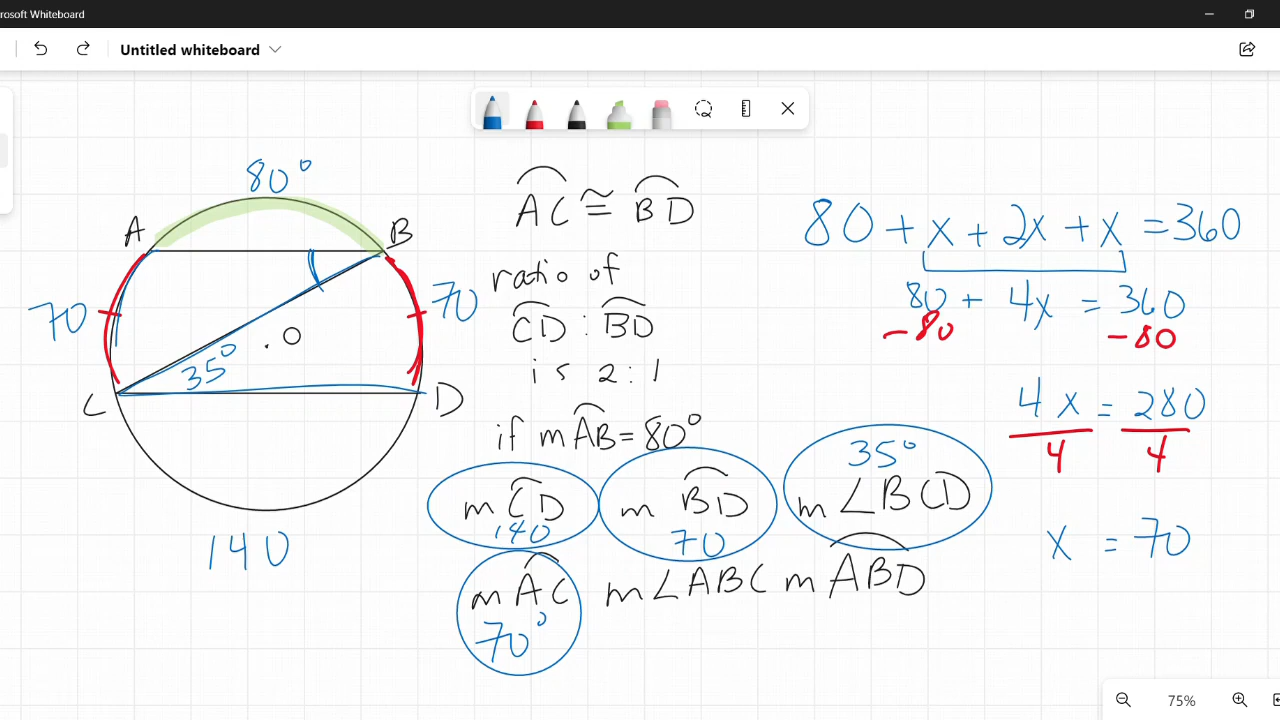 rosoft Whiteboard
Untitled whiteboard
80°
A
B
70
70
O
35°
C
D
140
AC ≅ BD
ratio of
CD : BD
is 2 : 1
if mAB = 80°
mCD
140
mBD
70
35°
m∠BCD
mAC
70°
m∠ABC
mABD
80 + x + 2x + x = 360
80 + 4x = 360
-80 -80
4x = 280
4 4
x = 70
75%